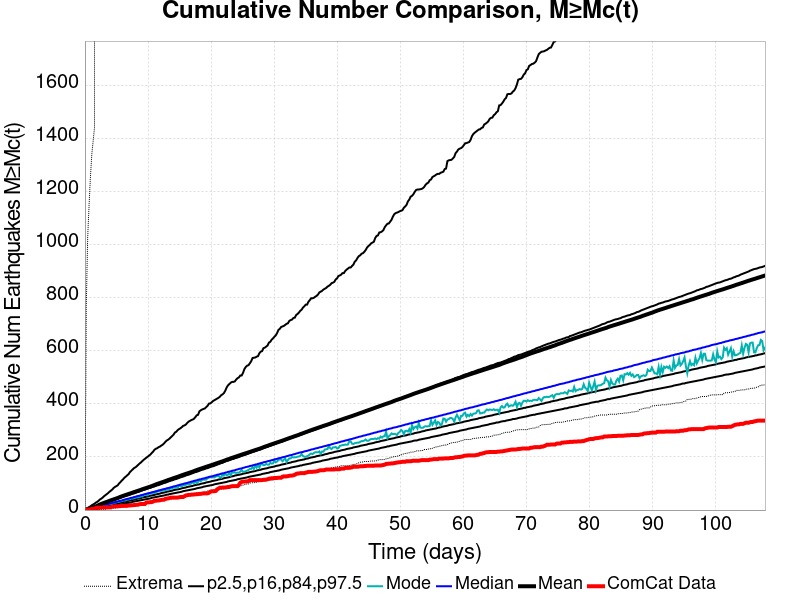 Cumulative Number Comparison, M≥Mc(t)
Cumulative Num Earthquakes M≥Mc(t)
1600
1400
1200
1000
800
600
400
200
0
0 10 20 30 40 50 60 70 80 90 100
Time (days)
Extrema p2.5,p16,p84,p97.5 Mode Median Mean ComCat Data